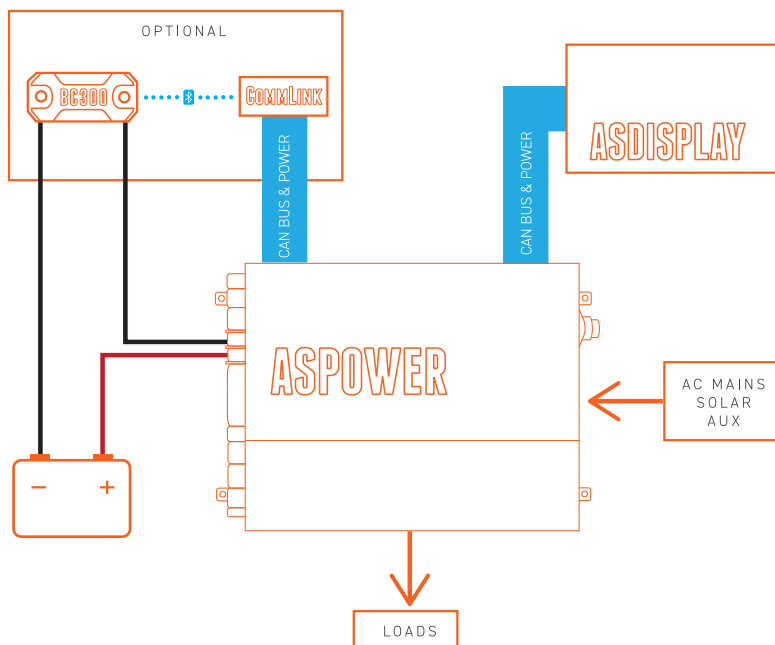 OPTIONAL
BC300
COMMLINK
CAN BUS & POWER
CAN BUS & POWER
ASDISPLAY
ASPOWER
AC MAINS
SOLAR
AUX
− +
LOADS